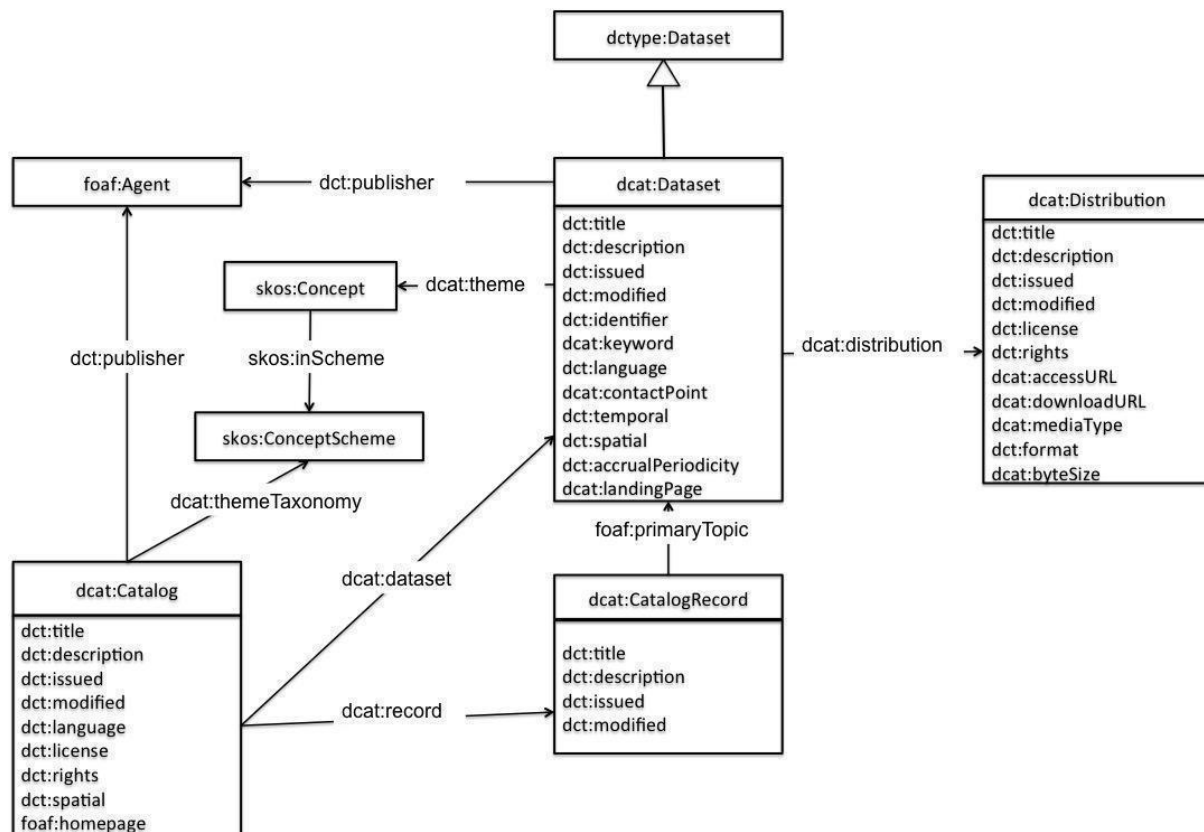 dctype:Dataset
foaf:Agent
dct:publisher
dcat:Dataset
dct:title
dct:description
dct:issued
dct:modified
dct:identifier
dcat:keyword
dct:language
dcat:contactPoint
dct:temporal
dct:spatial
dct:accrualPeriodicity
dcat:landingPage
dcat:Distribution
dct:title
dct:description
dct:issued
dct:modified
dct:license
dct:rights
dcat:accessURL
dcat:downloadURL
dcat:mediaType
dct:format
dcat:byteSize
skos:Concept
dcat:theme
dcat:distribution
dct:publisher
skos:inScheme
skos:ConceptScheme
dcat:themeTaxonomy
foaf:primaryTopic
dcat:dataset
dcat:Catalog
dct:title
dct:description
dct:issued
dct:modified
dct:language
dct:license
dct:rights
dct:spatial
foaf:homepage
dcat:record
dcat:CatalogRecord
dct:title
dct:description
dct:issued
dct:modified